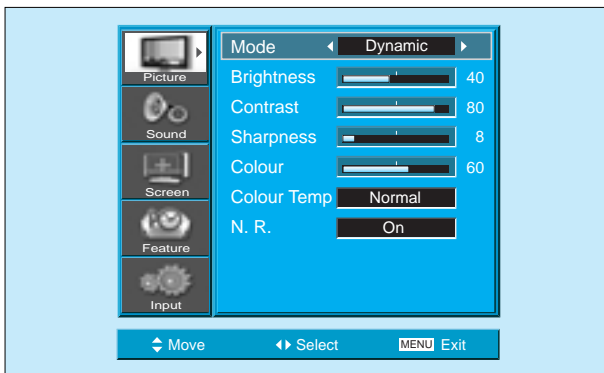 Picture
Sound
Screen
Feature
Input
Mode Dynamic
Brightness 40
Contrast 80
Sharpness 8
Colour 60
Colour Temp Normal
N. R. On
Move Select MENU Exit